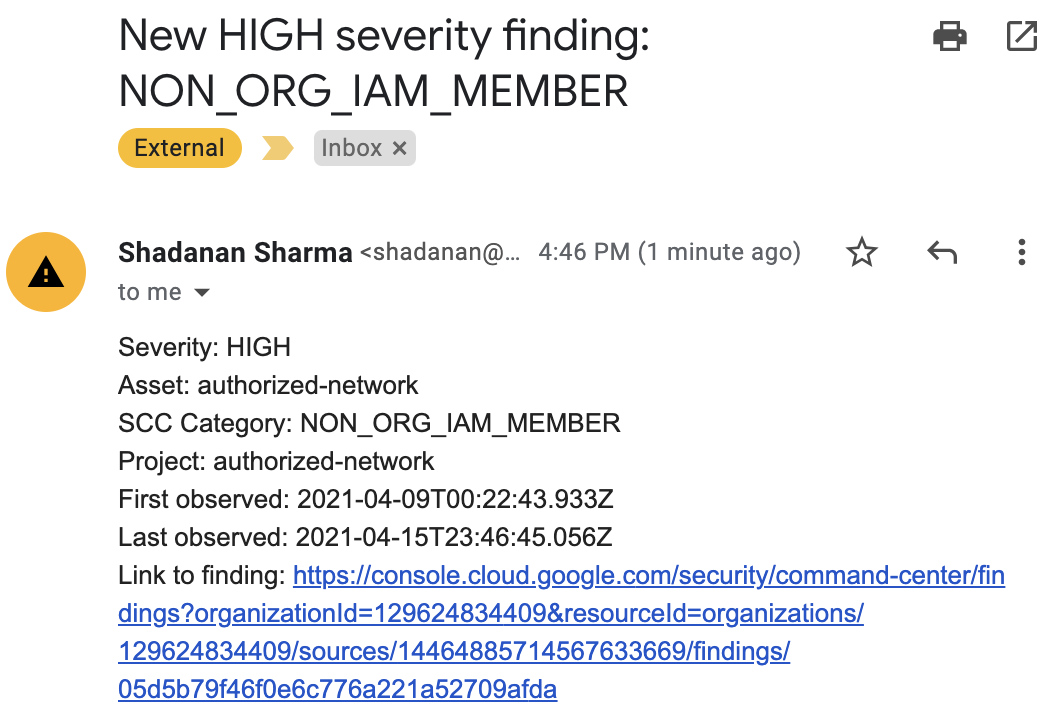 New HIGH severity finding:
NON_ORG_IAM_MEMBER
External
Inbox ×
Shadanan Sharma <shadanan@... 4:46 PM (1 minute ago)
to me
Severity: HIGH
Asset: authorized-network
SCC Category: NON_ORG_IAM_MEMBER
Project: authorized-network
First observed: 2021-04-09T00:22:43.933Z
Last observed: 2021-04-15T23:46:45.056Z
Link to finding: https://console.cloud.google.com/security/command-center/fin
dings?organizationId=129624834409&resourceId=organizations/
129624834409/sources/14464885714567633669/findings/
05d5b79f46f0e6c776a221a52709afda